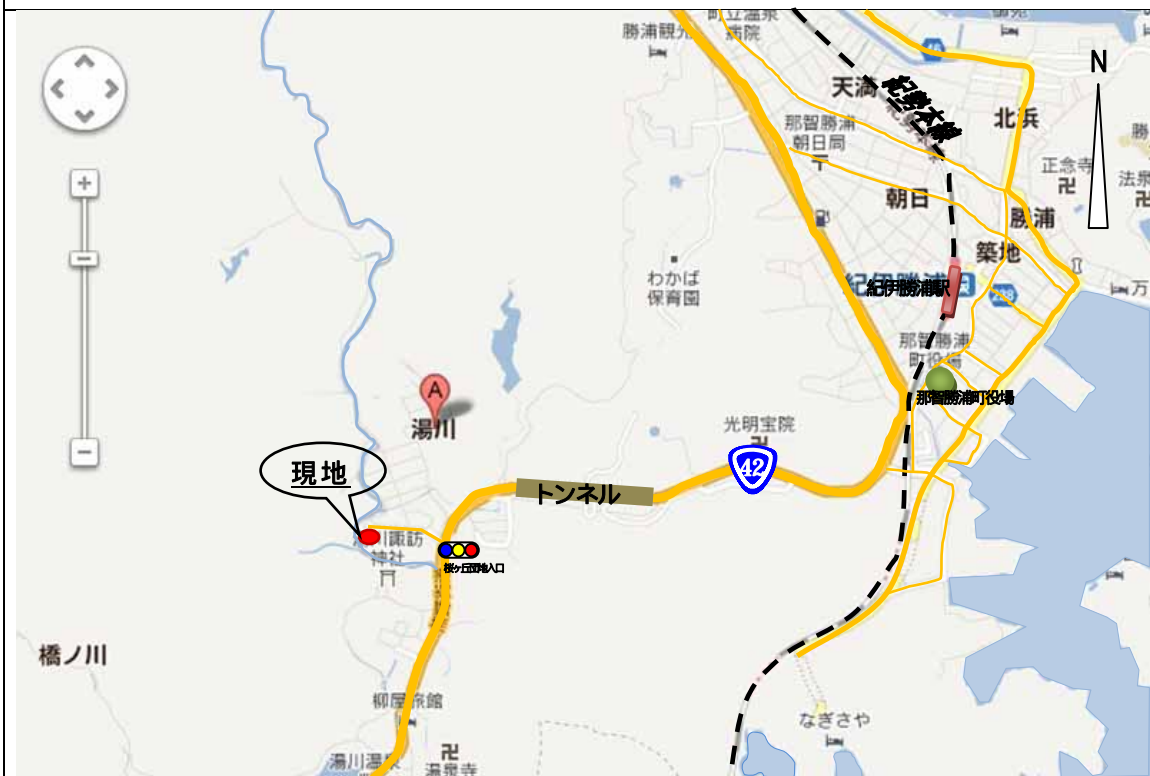 町立温泉
病院
勝浦観光
天満
紀勢本線
N
北浜
那智勝浦
朝日局
正念寺
法泉
朝日
勝浦
築地
わかば
保育園
紀伊勝浦駅
那智勝浦
町役場
那智勝浦町役場
A
湯川
光明宝院
42
現地
トンネル
湯川諏訪
神社
桜ヶ丘団地入口
橋ノ川
柳屋旅館
なぎさや
湯川温泉
温泉寺